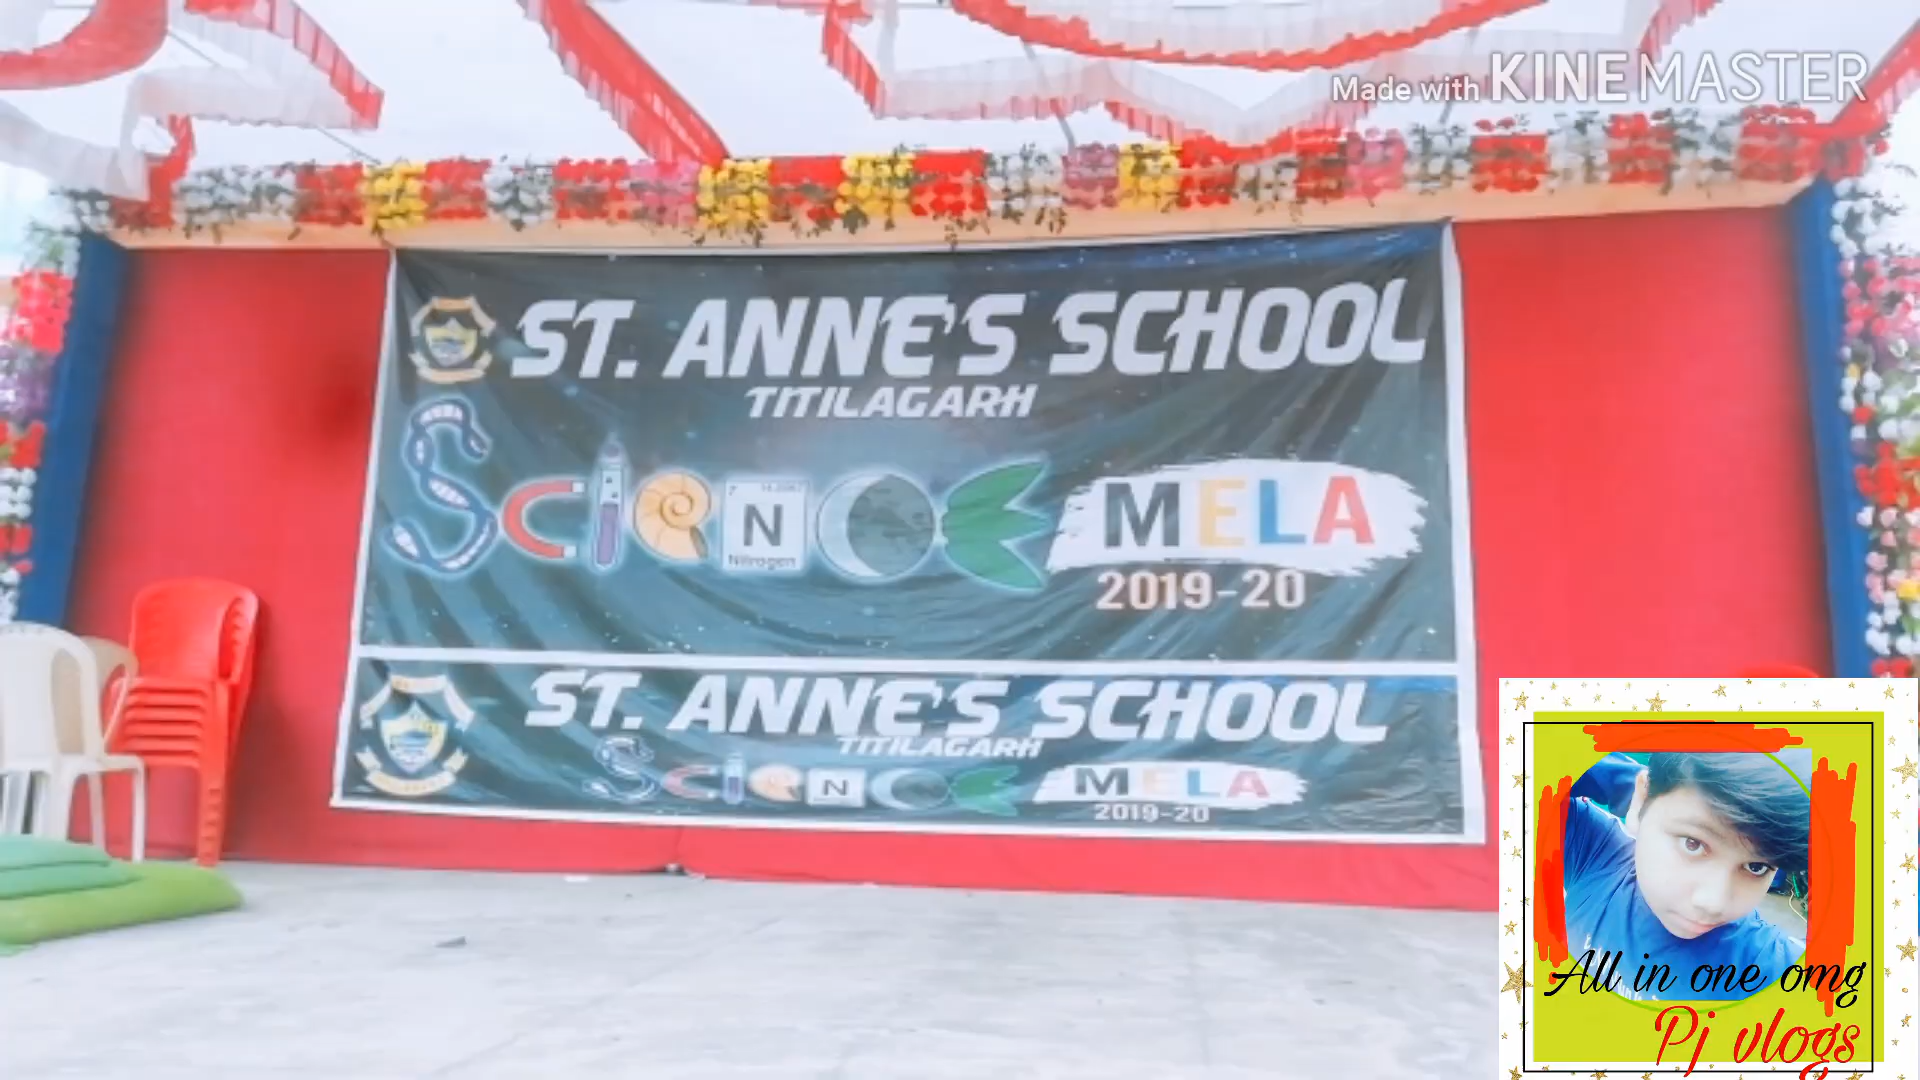 Made with KINEMASTER
ST. ANNE'S SCHOOL
TITILAGARH
SCIENCE MELA
7
N
Nitrogen
2019-20
ST. ANNE'S SCHOOL
TITILAGARH
SCIENCE MELA
2019-20
All in one omg
Pj vlogs